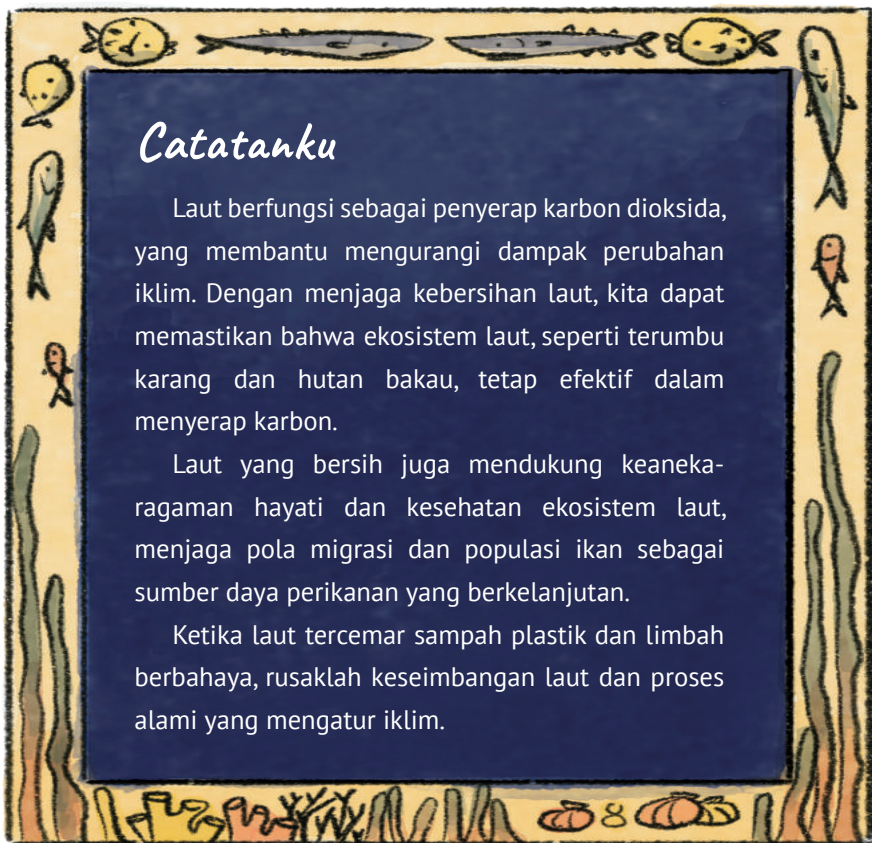 Catatanku
Laut berfungsi sebagai penyerap karbon dioksida,
yang membantu mengurangi dampak perubahan
iklim. Dengan menjaga kebersihan laut, kita dapat
memastikan bahwa ekosistem laut, seperti terumbu
karang dan hutan bakau, tetap efektif dalam
menyerap karbon.
Laut yang bersih juga mendukung keaneka-
ragaman hayati dan kesehatan ekosistem laut,
menjaga pola migrasi dan populasi ikan sebagai
sumber daya perikanan yang berkelanjutan.
Ketika laut tercemar sampah plastik dan limbah
berbahaya, rusaklah keseimbangan laut dan proses
alami yang mengatur iklim.